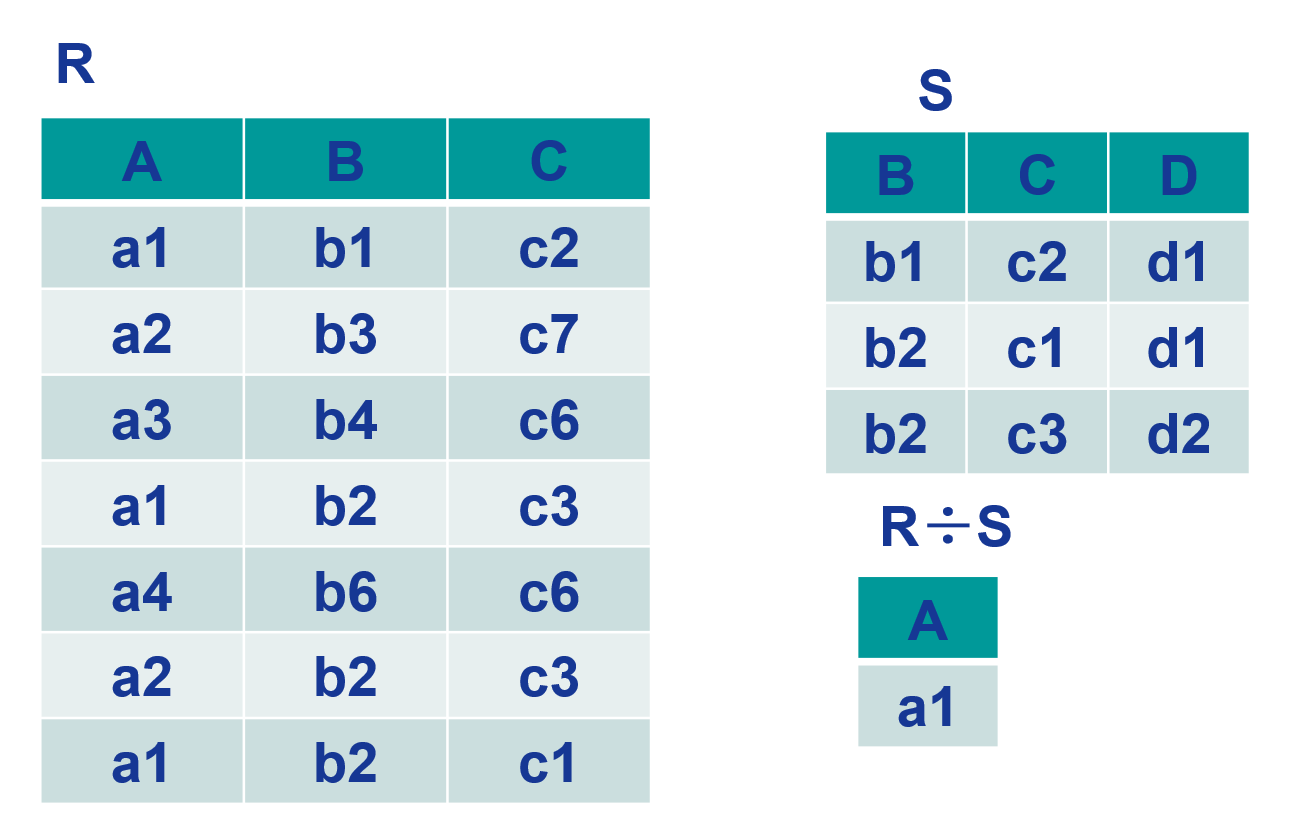 R
A B C
a1 b1 c2
a2 b3 c7
a3 b4 c6
a1 b2 c3
a4 b6 c6
a2 b2 c3
a1 b2 c1
S
B C D
b1 c2 d1
b2 c1 d1
b2 c3 d2
R÷S
A
a1